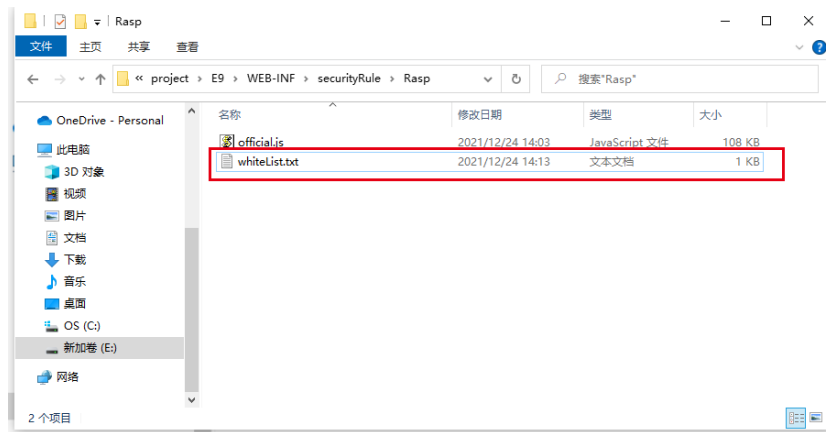 Rasp
文件 主页 共享 查看
« project › E9 › WEB-INF › securityRule › Rasp 搜索"Rasp"
名称 修改日期 类型 大小
OneDrive - Personal
official.js 2021/12/24 14:03 JavaScript 文件 108 KB
此电脑
whiteList.txt 2021/12/24 14:13 文本文档 1 KB
3D 对象
视频
图片
文档
下载
音乐
桌面
OS (C:)
新加卷 (E:)
网络
2 个项目